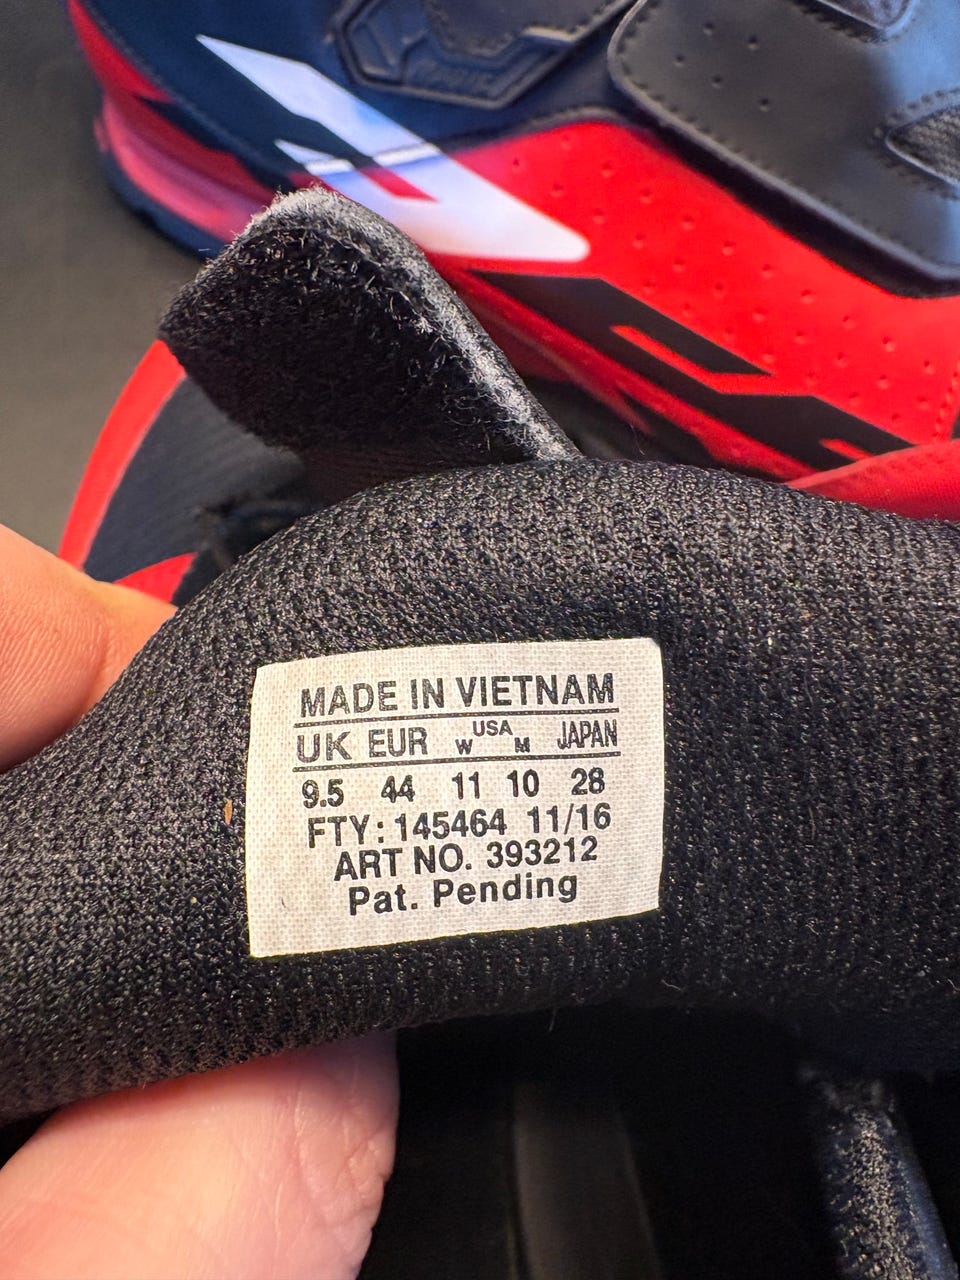 MADE IN VIETNAM
UK EUR W USA M JAPAN
9.5 44 11 10 28
FTY: 145464 11/16
ART NO. 393212
Pat. Pending